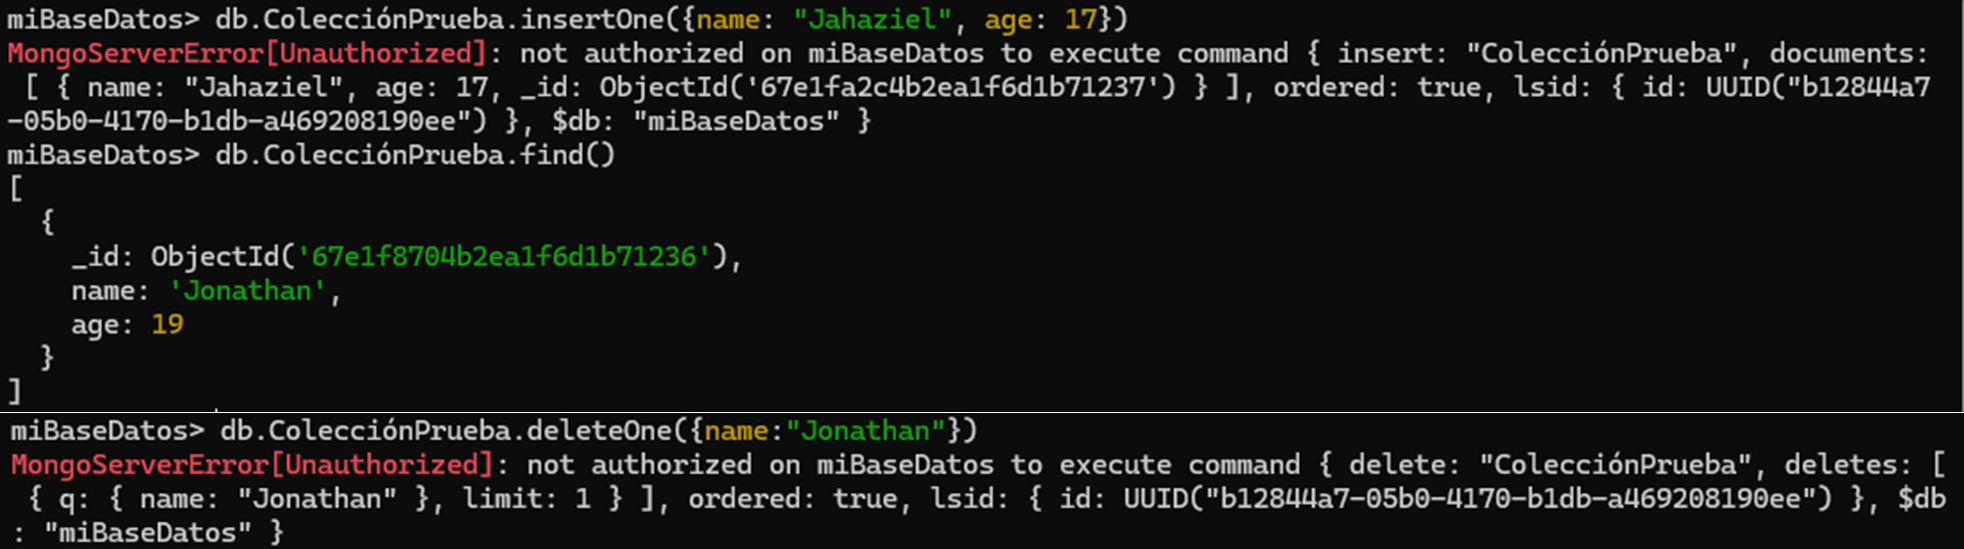 miBaseDatos> db.ColecciónPrueba.insertOne({name: "Jahaziel", age: 17})
MongoServerError[Unauthorized]: not authorized on miBaseDatos to execute command { insert: "ColecciónPrueba", documents:
[ { name: "Jahaziel", age: 17, _id: ObjectId('67e1fa2c4b2ea1f6d1b71237') } ], ordered: true, lsid: { id: UUID("b12844a7
-05b0-4170-b1db-a469208190ee") }, $db: "miBaseDatos" }
miBaseDatos> db.ColecciónPrueba.find()
[
  {
    _id: ObjectId('67e1f8704b2ea1f6d1b71236'),
    name: 'Jonathan',
    age: 19
  }
]
miBaseDatos> db.ColecciónPrueba.deleteOne({name:"Jonathan"})
MongoServerError[Unauthorized]: not authorized on miBaseDatos to execute command { delete: "ColecciónPrueba", deletes: [
{ q: { name: "Jonathan" }, limit: 1 } ], ordered: true, lsid: { id: UUID("b12844a7-05b0-4170-b1db-a469208190ee") }, $db
: "miBaseDatos" }